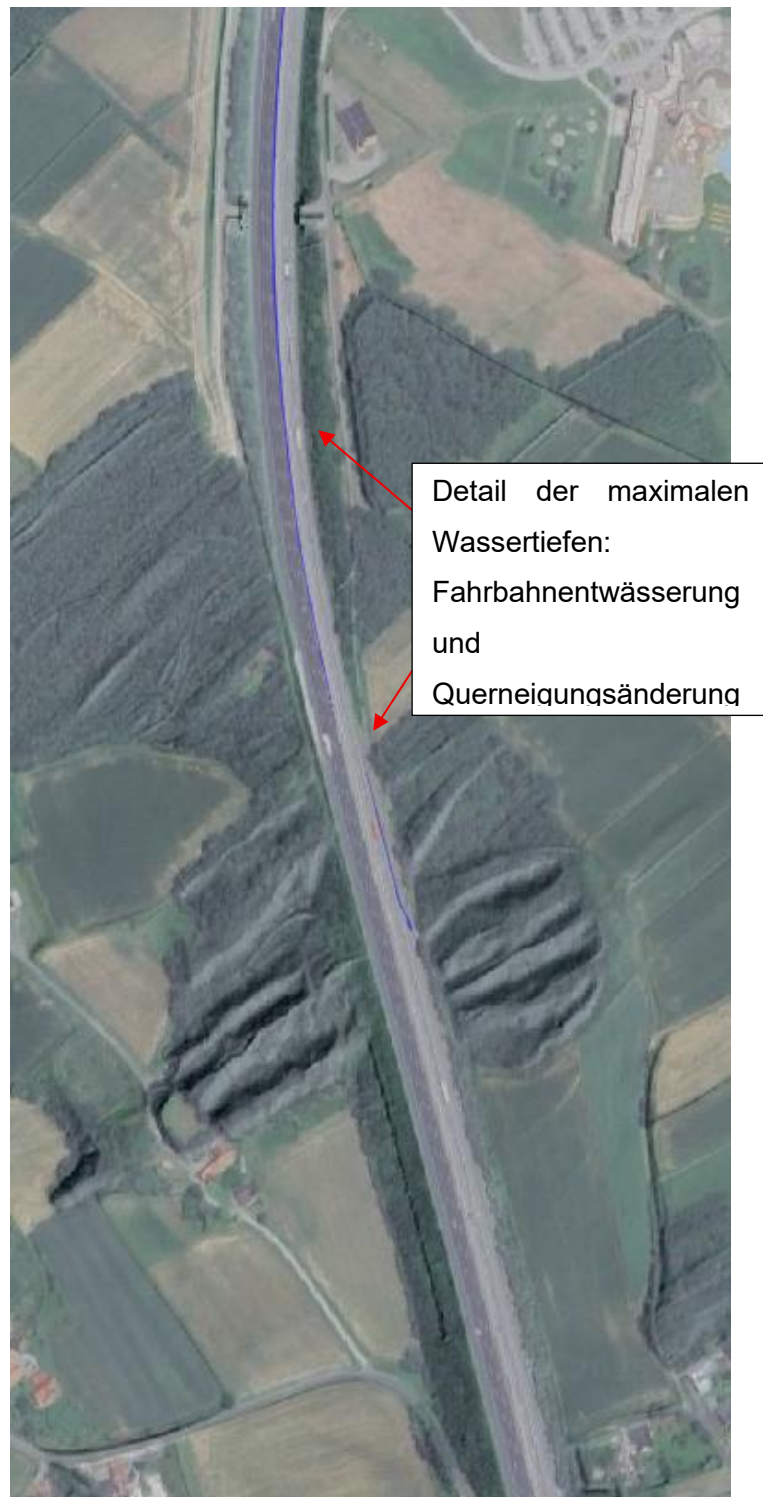 Detail der maximalen
Wassertiefen:
Fahrbahnentwässerung
und
Querneigungsänderung